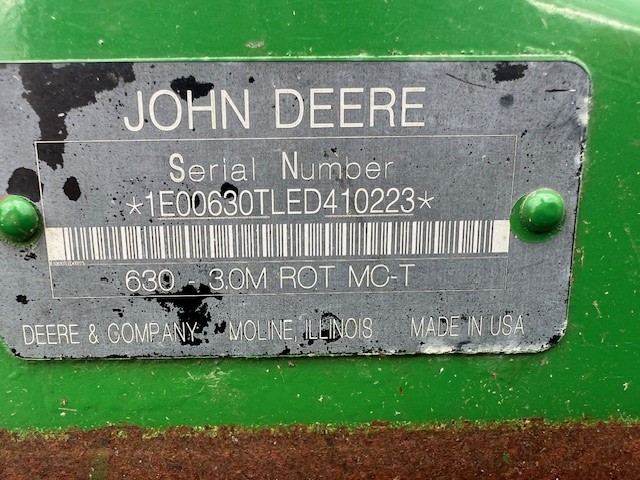 JOHN DEERE
Serial Number
*1E00630TLED410223*
630 3.0M ROT MC-T
DEERE & COMPANY MOLINE, ILLINOIS MADE IN USA